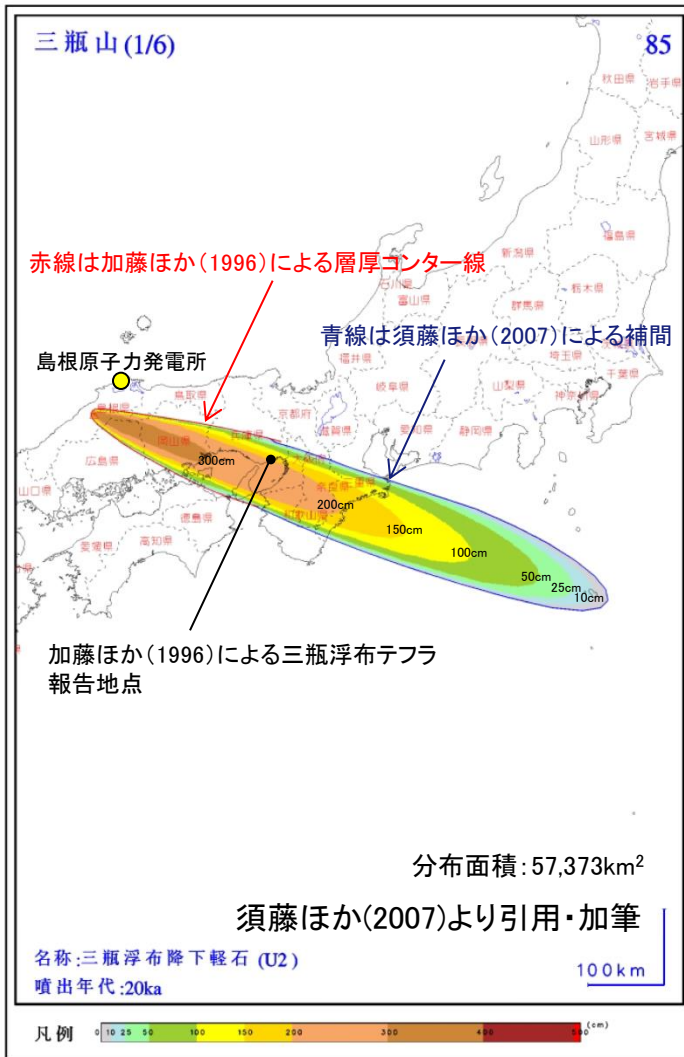 三瓶山(1/6)
85
秋田県
岩手県
山形県
宮城県
福島県
新潟県
赤線は加藤ほか(1996)による層厚コンター線
石川県
富山県
群馬県
栃木県
青線は須藤ほか(2007)による補間
島根原子力発電所
福井県
岐阜県
山梨県
埼玉県
千葉県
神奈川県
鳥取県
島根県
京都府
兵庫県
滋賀県
愛知県
静岡県
岡山県
広島県
山口県
300cm
奈良県
三重県
200cm
和歌山県
徳島県
150cm
愛媛県
高知県
100cm
50cm
25cm
10cm
加藤ほか(1996)による三瓶浮布テフラ
報告地点
分布面積:57,373km²
須藤ほか(2007)より引用・加筆
名称:三瓶浮布降下軽石 (U2)
噴出年代:20ka
100km
凡例
0 10 25 50 100 150 200 300 400 500 (cm)